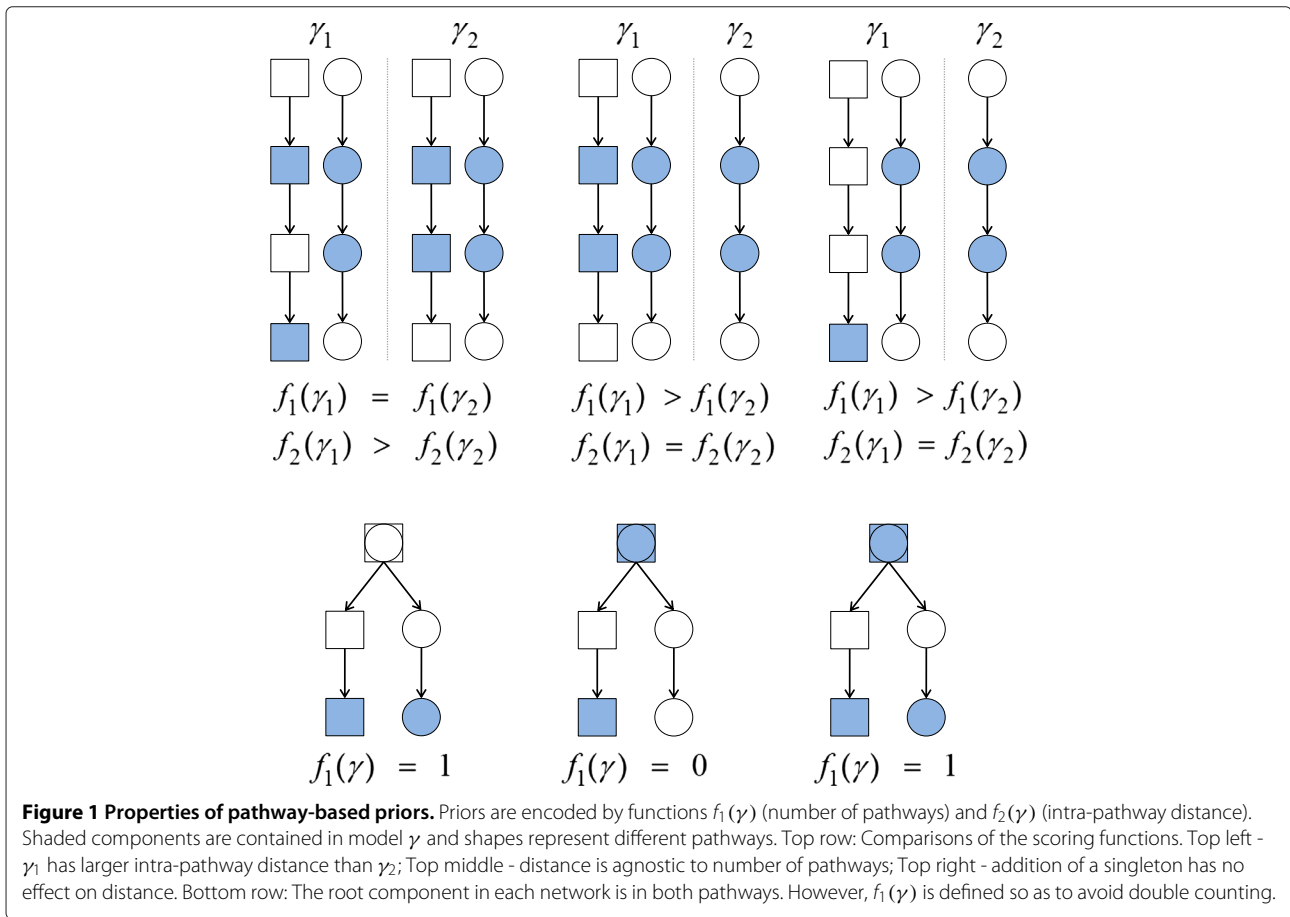 γ₁ γ₂ γ₁ γ₂ γ₁ γ₂
f₁(γ₁) = f₁(γ₂) f₁(γ₁) > f₁(γ₂) f₁(γ₁) > f₁(γ₂)
f₂(γ₁) > f₂(γ₂) f₂(γ₁) = f₂(γ₂) f₂(γ₁) = f₂(γ₂)
f₁(γ) = 1 f₁(γ) = 0 f₁(γ) = 1
Figure 1 Properties of pathway-based priors. Priors are encoded by functions f₁(γ) (number of pathways) and f₂(γ) (intra-pathway distance).
Shaded components are contained in model γ and shapes represent different pathways. Top row: Comparisons of the scoring functions. Top left -
γ₁ has larger intra-pathway distance than γ₂; Top middle - distance is agnostic to number of pathways; Top right - addition of a singleton has no
effect on distance. Bottom row: The root component in each network is in both pathways. However, f₁(γ) is defined so as to avoid double counting.